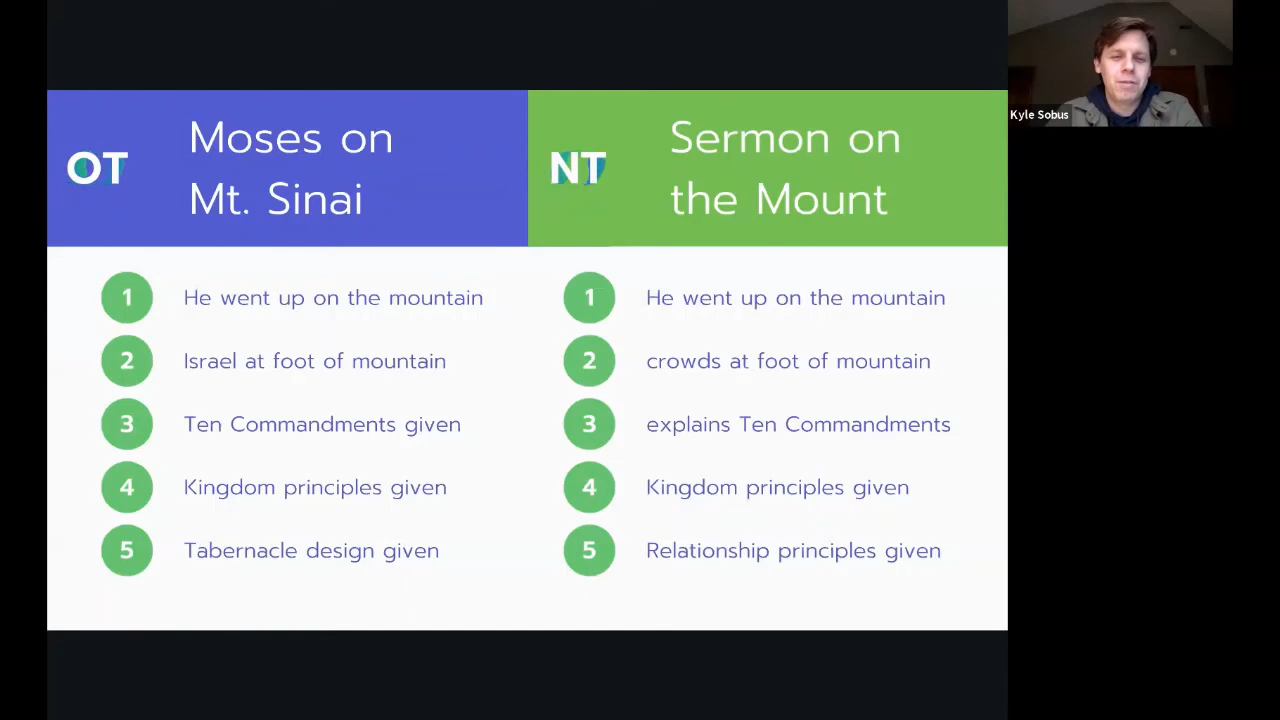 OT
Moses on
Mt. Sinai
1 He went up on the mountain
2 Israel at foot of mountain
3 Ten Commandments given
4 Kingdom principles given
5 Tabernacle design given
NT
Sermon on
the Mount
1 He went up on the mountain
2 crowds at foot of mountain
3 explains Ten Commandments
4 Kingdom principles given
5 Relationship principles given
Kyle Sobus